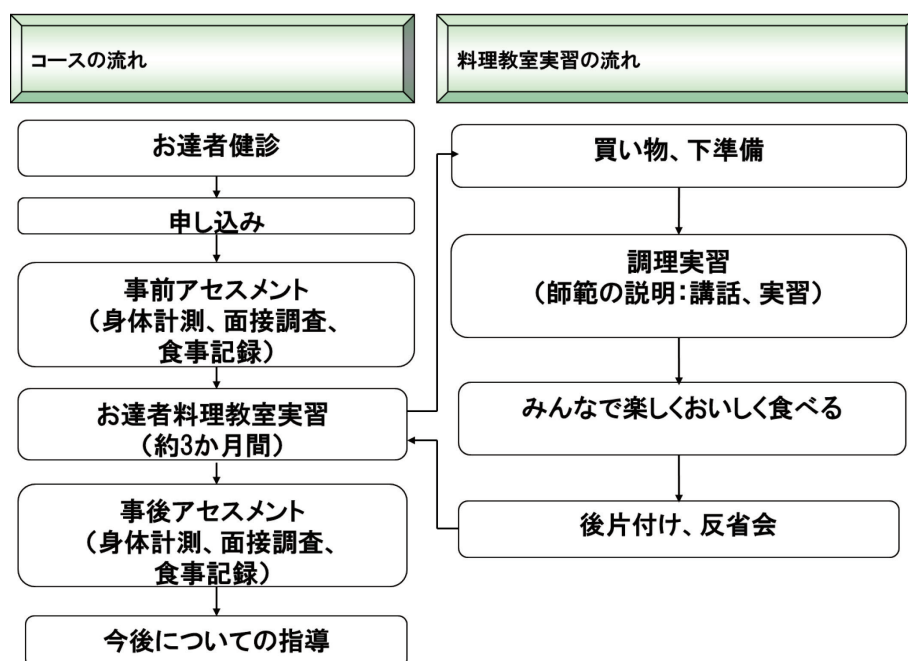 コースの流れ
お達者健診
申し込み
事前アセスメント
（身体計測、面接調査、
食事記録）
お達者料理教室実習
（約3か月間）
事後アセスメント
（身体計測、面接調査、
食事記録）
今後についての指導
料理教室実習の流れ
買い物、下準備
調理実習
（師範の説明：講話、実習）
みんなで楽しくおいしく食べる
後片付け、反省会